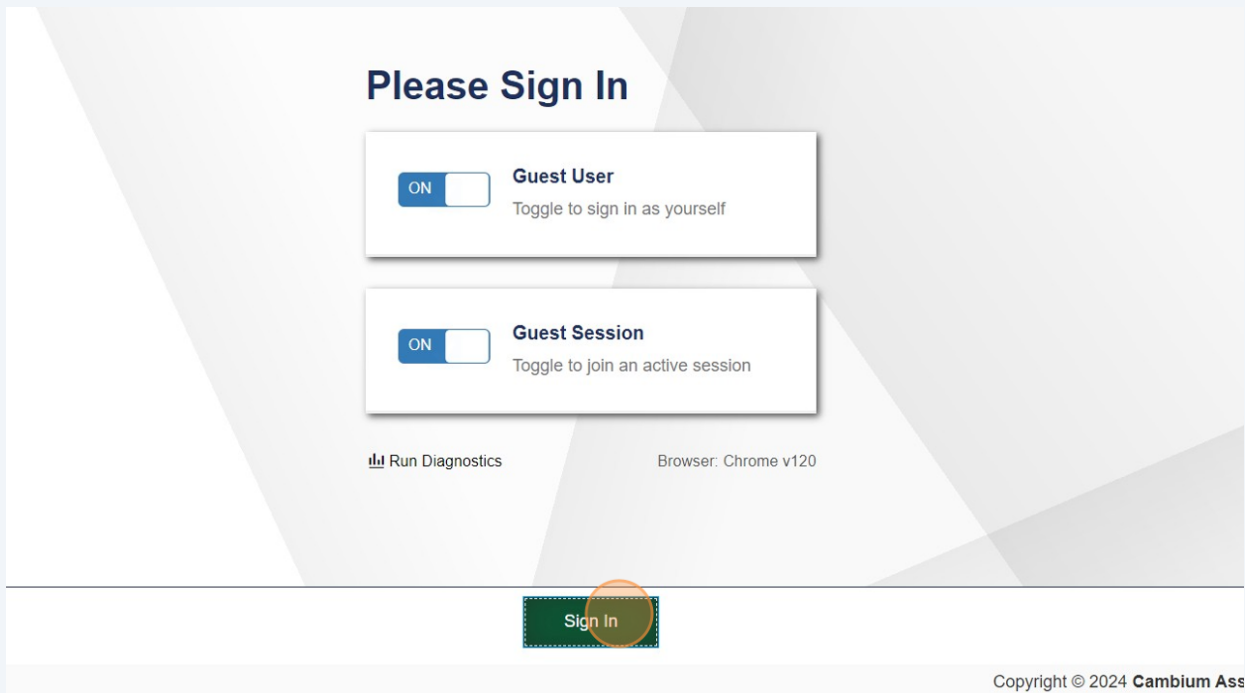 Please Sign In
ON
Guest User
Toggle to sign in as yourself
ON
Guest Session
Toggle to join an active session
Run Diagnostics
Browser: Chrome v120
Sign In
Copyright © 2024 Cambium